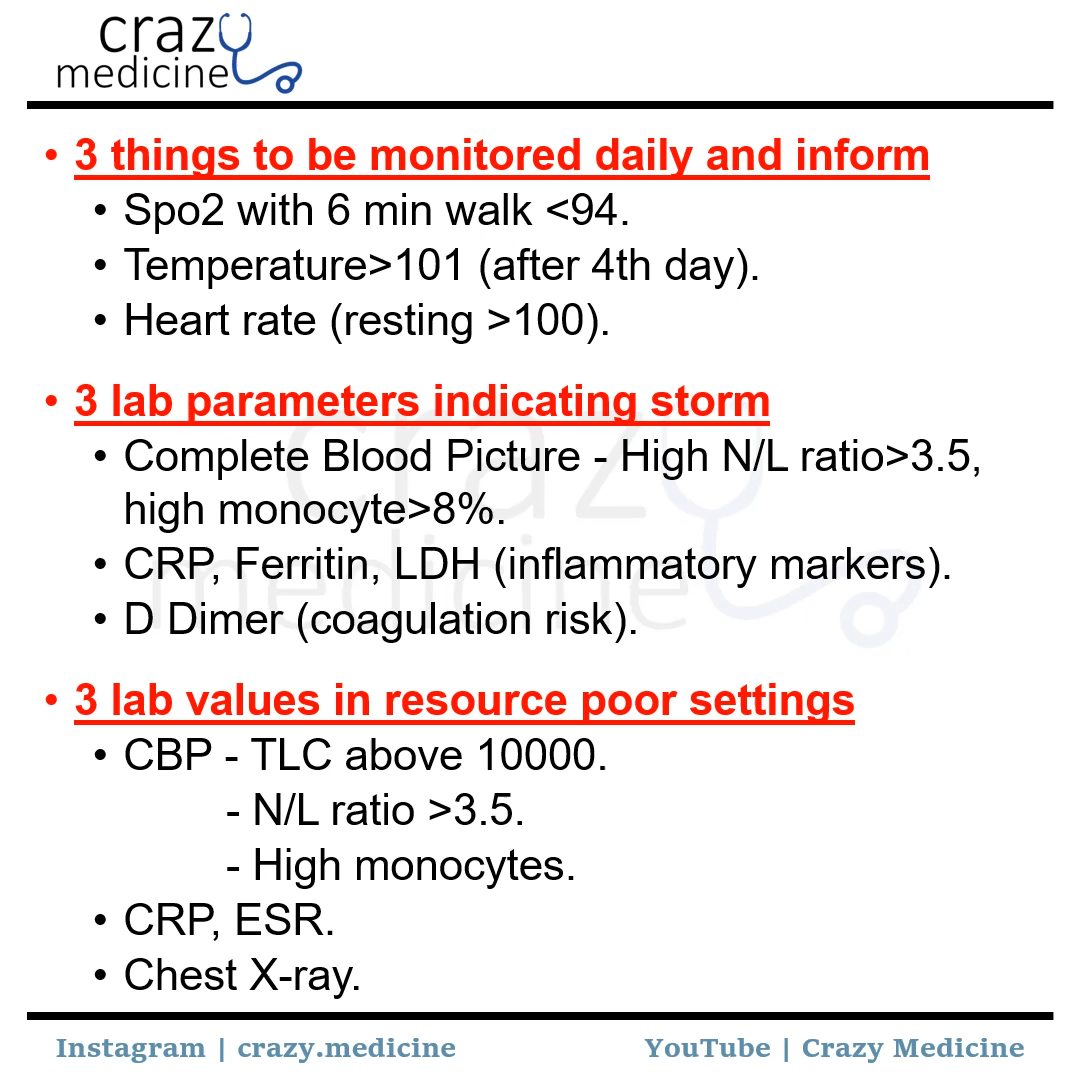 crazy
medicine
• 3 things to be monitored daily and inform
• Spo2 with 6 min walk <94.
• Temperature>101 (after 4th day).
• Heart rate (resting >100).
• 3 lab parameters indicating storm
• Complete Blood Picture - High N/L ratio>3.5,
high monocyte>8%.
• CRP, Ferritin, LDH (inflammatory markers).
• D Dimer (coagulation risk).
• 3 lab values in resource poor settings
• CBP - TLC above 10000.
- N/L ratio >3.5.
- High monocytes.
• CRP, ESR.
• Chest X-ray.
crazy
medicine
Instagram | crazy.medicine
YouTube | Crazy Medicine